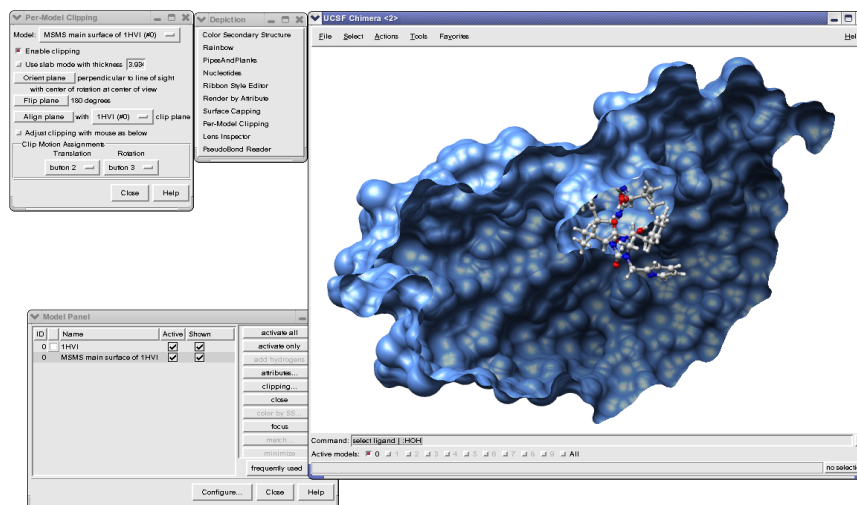 Per-Model Clipping
Model: MSMS main surface of 1HVI (#0)
Enable clipping
Use slab mode with thickness 3.936
Orient plane perpendicular to line of sight
with center of rotation at center of view
Flip plane 180 degrees
Align plane with 1HVI (#0) clip plane
Adjust clipping with mouse as below
Clip Motion Assignments
Translation Rotation
button 2 button 3
Close Help
Depiction
Color Secondary Structure
Rainbow
PipesAndPlanks
Nucleotides
Ribbon Style Editor
Render by Attribute
Surface Capping
Per-Model Clipping
Lens Inspector
PseudoBond Reader
UCSF Chimera <2>
File Select Actions Tools Favorites Hel
Model Panel
ID Name Active Shown
0 1HVI
0 MSMS main surface of 1HVI
activate all
activate only
add hydrogens
attributes...
clipping...
close
color by SS...
focus
match...
minimize
frequently used
Configure... Close Help
Command: select ligand | :HOH
Active models: 0 1 2 3 4 5 6 7 8 9 All
no selectio